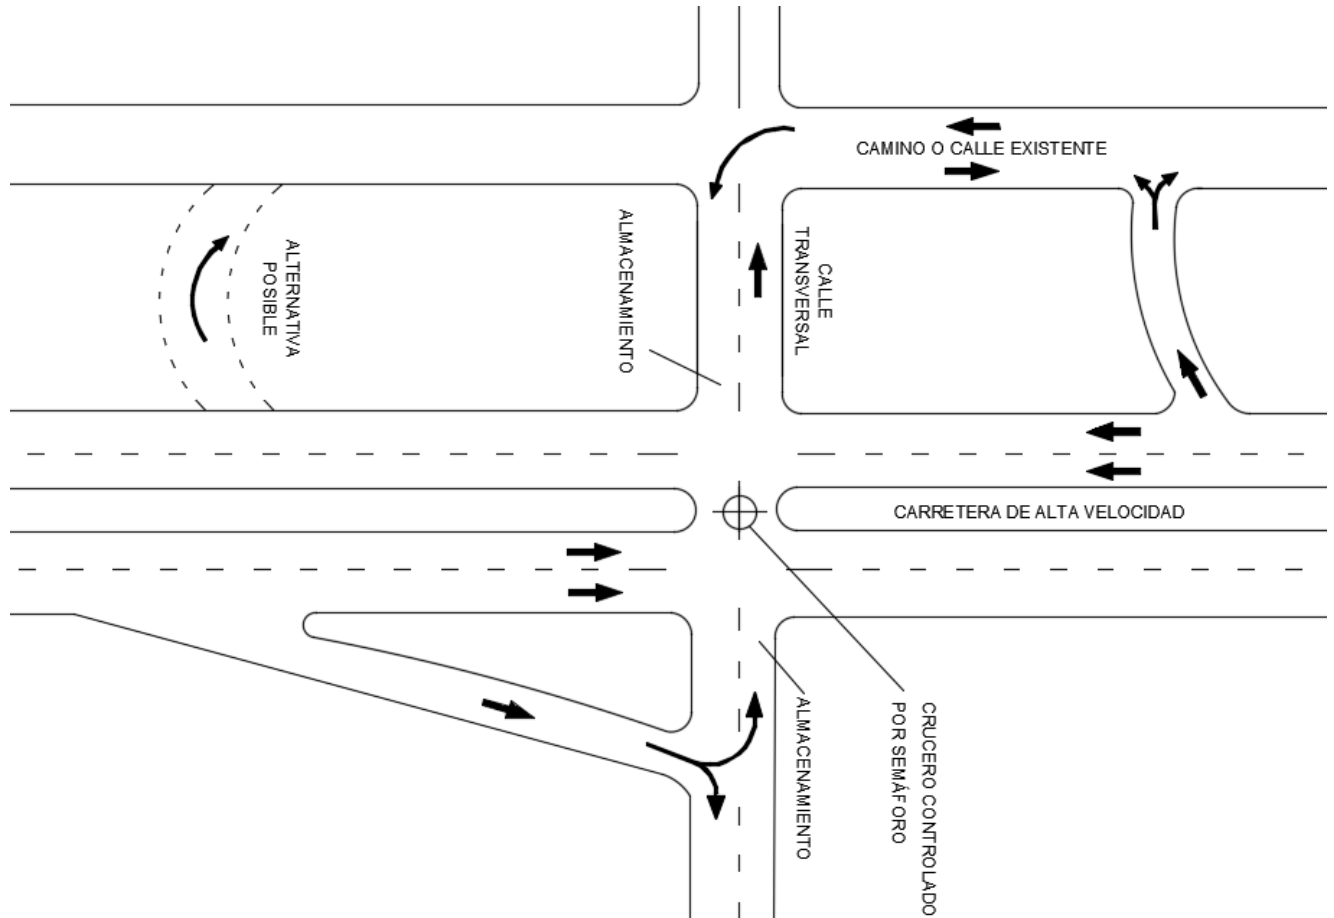 CAMINO O CALLE EXISTENTE
ALTERNATIVA
POSIBLE
ALMACENAMIENTO
CALLE
TRANSVERSAL
CARRETERA DE ALTA VELOCIDAD
ALMACENAMIENTO
CRUCERO CONTROLADO
POR SEMÁFORO